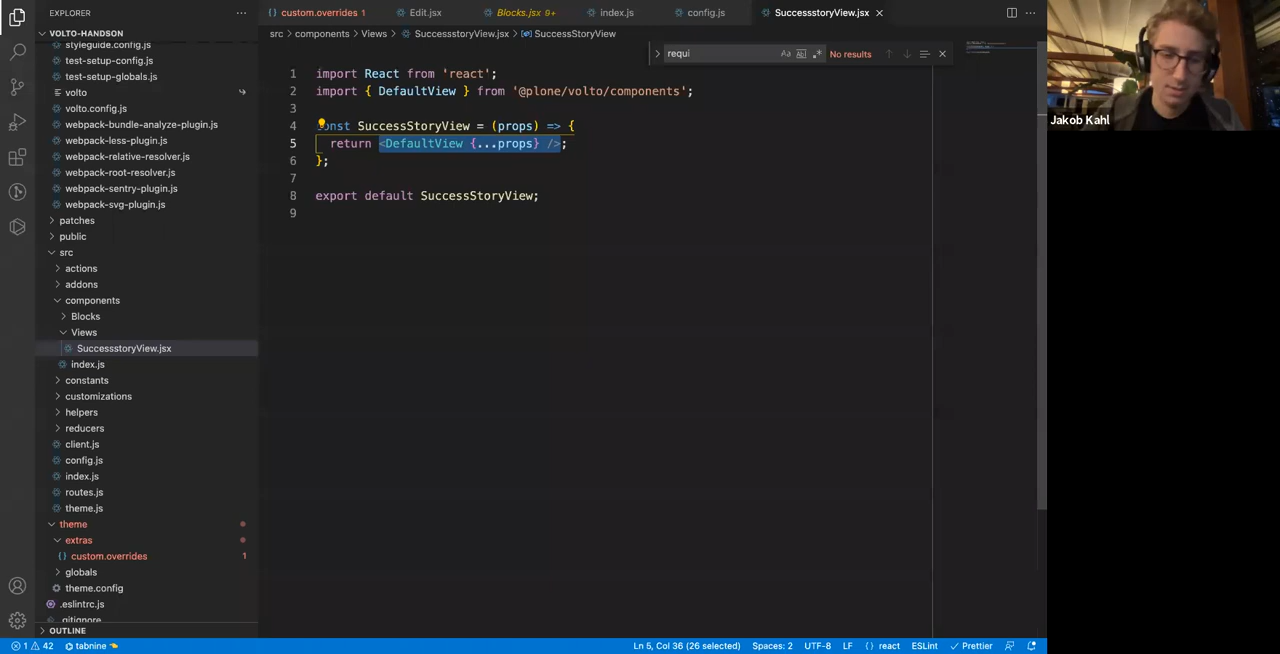 EXPLORER
VOLTO-HANDSON
styleguide.config.js
test-setup-config.js
test-setup-globals.js
volto
volto.config.js
webpack-bundle-analyze-plugin.js
webpack-less-plugin.js
webpack-relative-resolver.js
webpack-root-resolver.js
webpack-sentry-plugin.js
webpack-svg-plugin.js
patches
public
src
actions
addons
components
Blocks
Views
SuccessstoryView.jsx
index.js
constants
customizations
helpers
reducers
client.js
config.js
index.js
routes.js
theme.js
theme
extras
custom.overrides 1
globals
theme.config
.eslintrc.js
.gitignore
OUTLINE
custom.overrides 1 Edit.jsx Blocks.jsx 9+ index.js config.js SuccessstoryView.jsx
src > components > Views > SuccessstoryView.jsx > SuccessStoryView
requi Aa ab .* No results
1 import React from 'react';
2 import { DefaultView } from '@plone/volto/components';
3
4 const SuccessStoryView = (props) => {
5 return <DefaultView {...props} />;
6 };
7
8 export default SuccessStoryView;
9
Jakob Kahl
1 42 tabnine Ln 5, Col 36 (26 selected) Spaces: 2 UTF-8 LF {} react ESLint Prettier